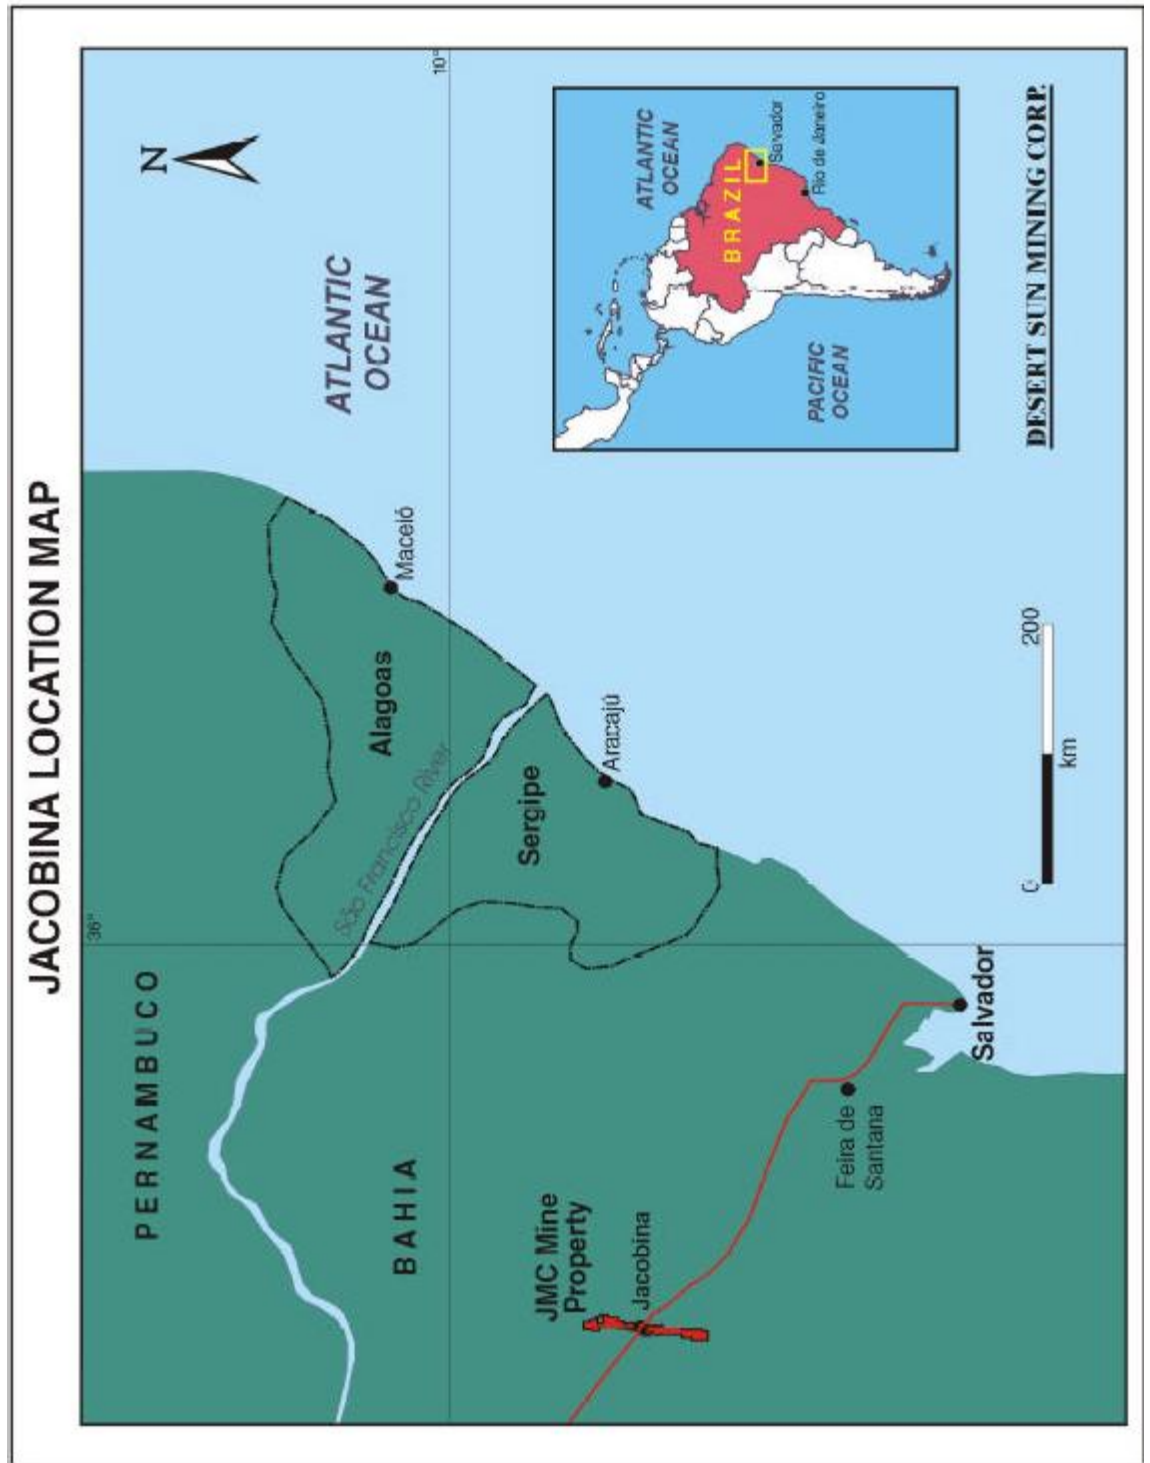 JACOBINA LOCATION MAP
N
10°
36°
ATLANTIC
OCEAN
PERNAMBUCO
Alagoas
Maceió
São Francisco River
Sergipe
Aracajú
BAHIA
JMC Mine
Property
Jacobina
Feira de
Santana
Salvador
ATLANTIC
OCEAN
BRAZIL
Salvador
Rio de Janeiro
PACIFIC
OCEAN
0
200
km
DESERT SUN MINING CORP.